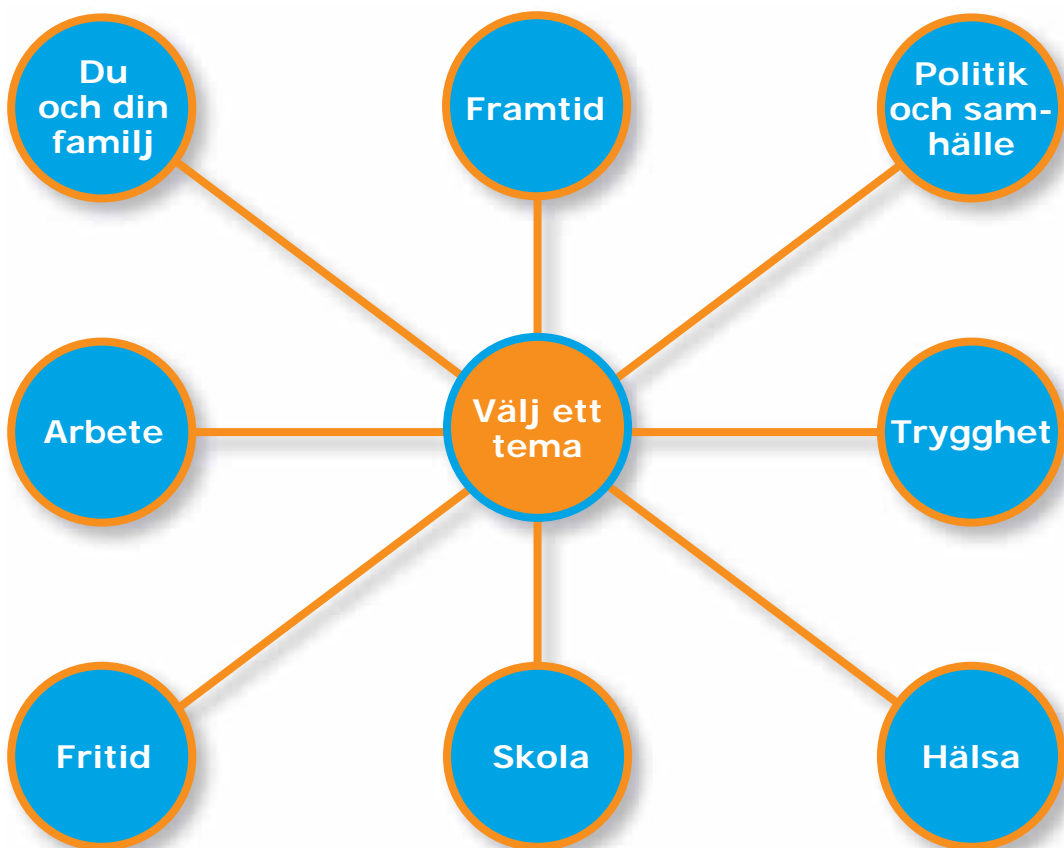 Du
och din
familj
Framtid
Politik
och sam-
hälle
Arbete
Välj ett
tema
Trygghet
Fritid
Skola
Hälsa